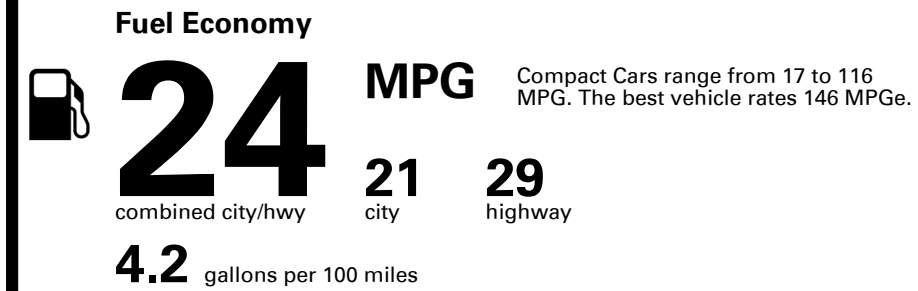 Fuel Economy
24 MPG
Compact Cars range from 17 to 116
MPG. The best vehicle rates 146 MPGe.
combined city/hwy
21
city
29
highway
4.2 gallons per 100 miles